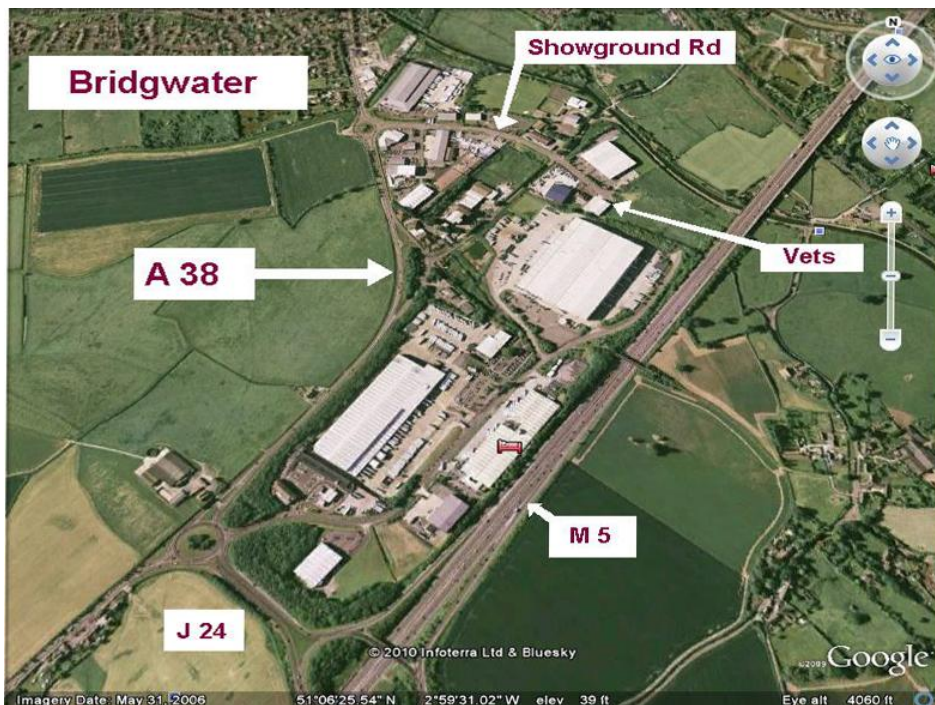 N
Showground Rd
Bridgwater
Vets
A 38
M 5
J 24
© 2010 Infoterra Ltd & Bluesky
©2009 Google
Imagery Date: May 31, 2006 51°06'25.54" N 2°59'31.02" W elev 39 ft Eye alt 4060 ft